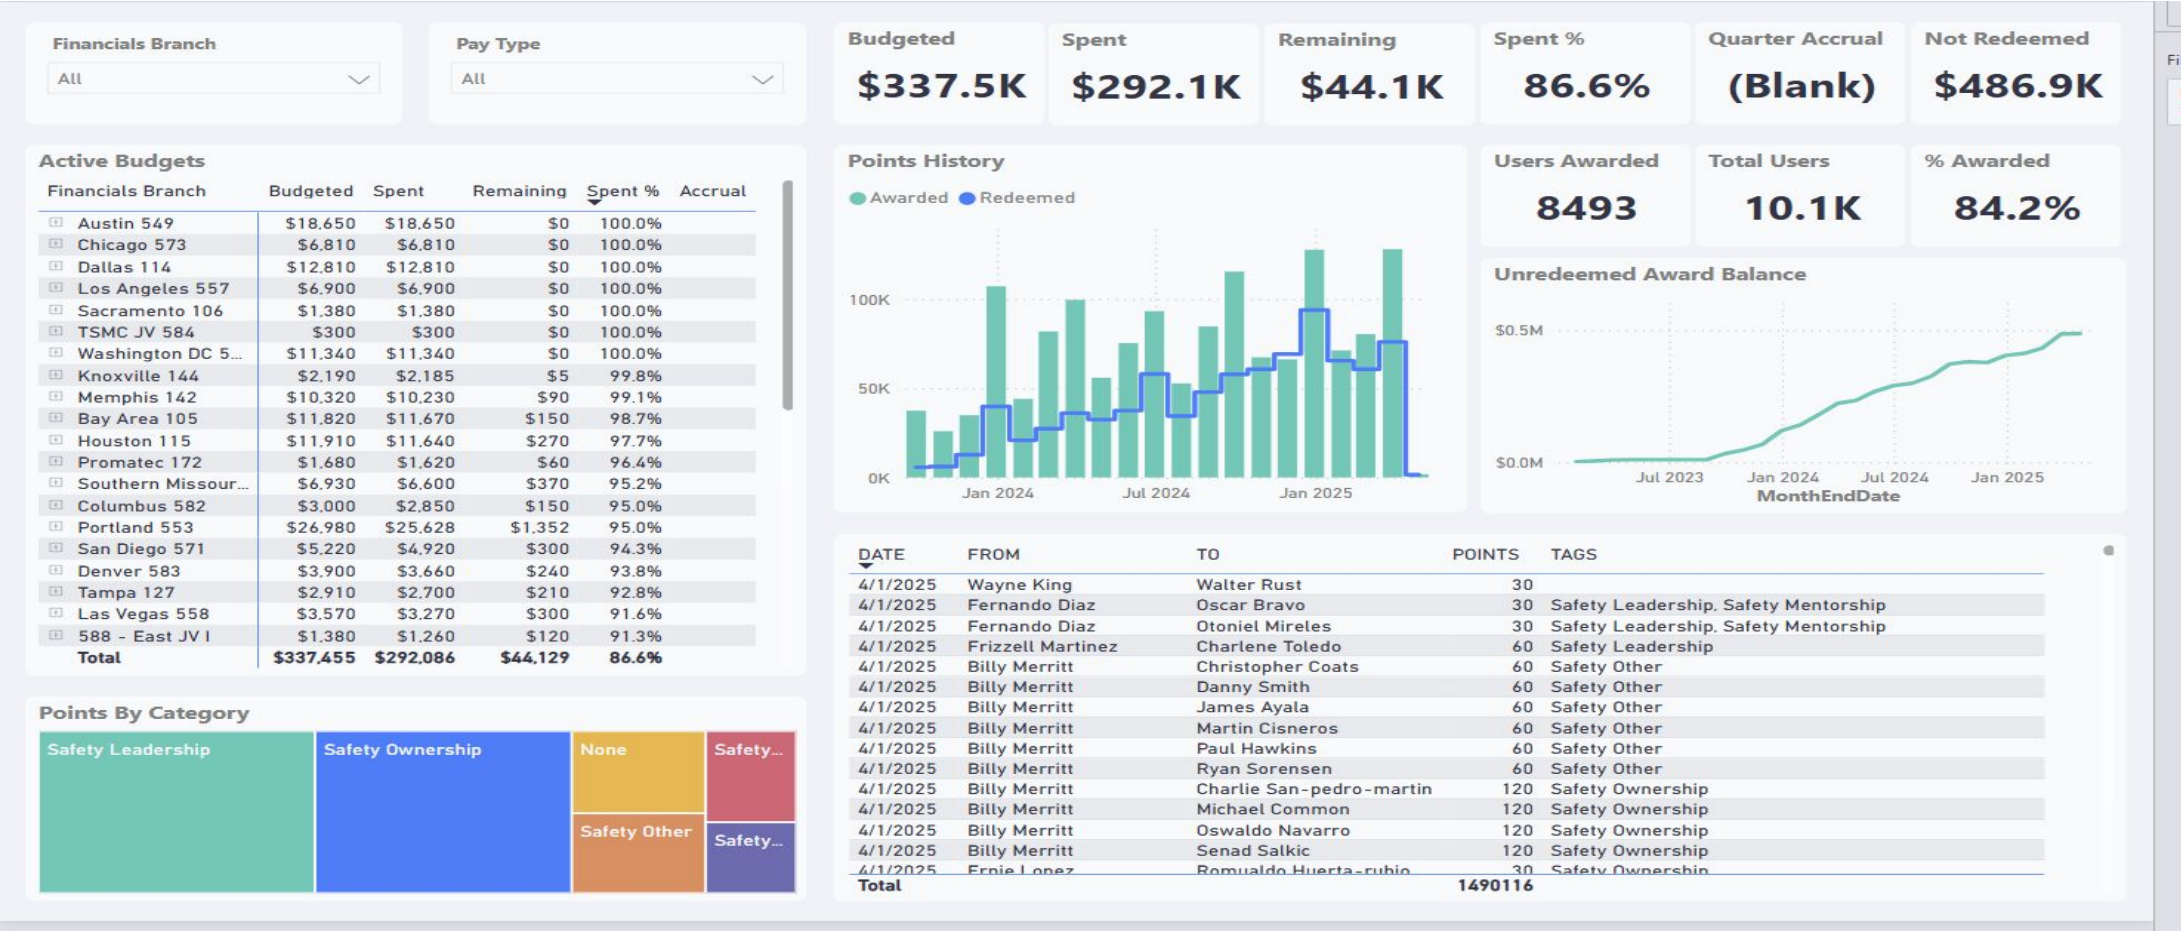 Financials Branch
All
Pay Type
All
Budgeted
$337.5K
Spent
$292.1K
Remaining
$44.1K
Spent %
86.6%
Quarter Accrual
(Blank)
Not Redeemed
$486.9K
Fi
Active Budgets
Financials Branch Budgeted Spent Remaining Spent % Accrual
Austin 549 $18,650 $18,650 $0 100.0%
Chicago 573 $6,810 $6,810 $0 100.0%
Dallas 114 $12,810 $12,810 $0 100.0%
Los Angeles 557 $6,900 $6,900 $0 100.0%
Sacramento 106 $1,380 $1,380 $0 100.0%
TSMC JV 584 $300 $300 $0 100.0%
Washington DC 5... $11,340 $11,340 $0 100.0%
Knoxville 144 $2,190 $2,185 $5 99.8%
Memphis 142 $10,320 $10,230 $90 99.1%
Bay Area 105 $11,820 $11,670 $150 98.7%
Houston 115 $11,910 $11,640 $270 97.7%
Promatec 172 $1,680 $1,620 $60 96.4%
Southern Missour... $6,930 $6,600 $370 95.2%
Columbus 582 $3,000 $2,850 $150 95.0%
Portland 553 $26,980 $25,628 $1,352 95.0%
San Diego 571 $5,220 $4,920 $300 94.3%
Denver 583 $3,900 $3,660 $240 93.8%
Tampa 127 $2,910 $2,700 $210 92.8%
Las Vegas 558 $3,570 $3,270 $300 91.6%
588 - East JV I $1,380 $1,260 $120 91.3%
Total $337,455 $292,086 $44,129 86.6%
Points By Category
Safety Leadership
Safety Ownership
None
Safety Other
Safety...
Safety...
Points History
Awarded Redeemed
100K
50K
0K
Jan 2024 Jul 2024 Jan 2025
Users Awarded
8493
Total Users
10.1K
% Awarded
84.2%
Unredeemed Award Balance
$0.5M
$0.0M
Jul 2023 Jan 2024 Jul 2024 Jan 2025
MonthEndDate
DATE FROM TO POINTS TAGS
4/1/2025 Wayne King Walter Rust 30
4/1/2025 Fernando Diaz Oscar Bravo 30 Safety Leadership, Safety Mentorship
4/1/2025 Fernando Diaz Otoniel Mireles 30 Safety Leadership, Safety Mentorship
4/1/2025 Frizzell Martinez Charlene Toledo 60 Safety Leadership
4/1/2025 Billy Merritt Christopher Coats 60 Safety Other
4/1/2025 Billy Merritt Danny Smith 60 Safety Other
4/1/2025 Billy Merritt James Ayala 60 Safety Other
4/1/2025 Billy Merritt Martin Cisneros 60 Safety Other
4/1/2025 Billy Merritt Paul Hawkins 60 Safety Other
4/1/2025 Billy Merritt Ryan Sorensen 60 Safety Other
4/1/2025 Billy Merritt Charlie San-pedro-martin 120 Safety Ownership
4/1/2025 Billy Merritt Michael Common 120 Safety Ownership
4/1/2025 Billy Merritt Oswaldo Navarro 120 Safety Ownership
4/1/2025 Billy Merritt Senad Salkic 120 Safety Ownership
4/1/2025 Ernie Lopez Romualdo Huerta-rubio 30 Safety Ownership
Total 1490116